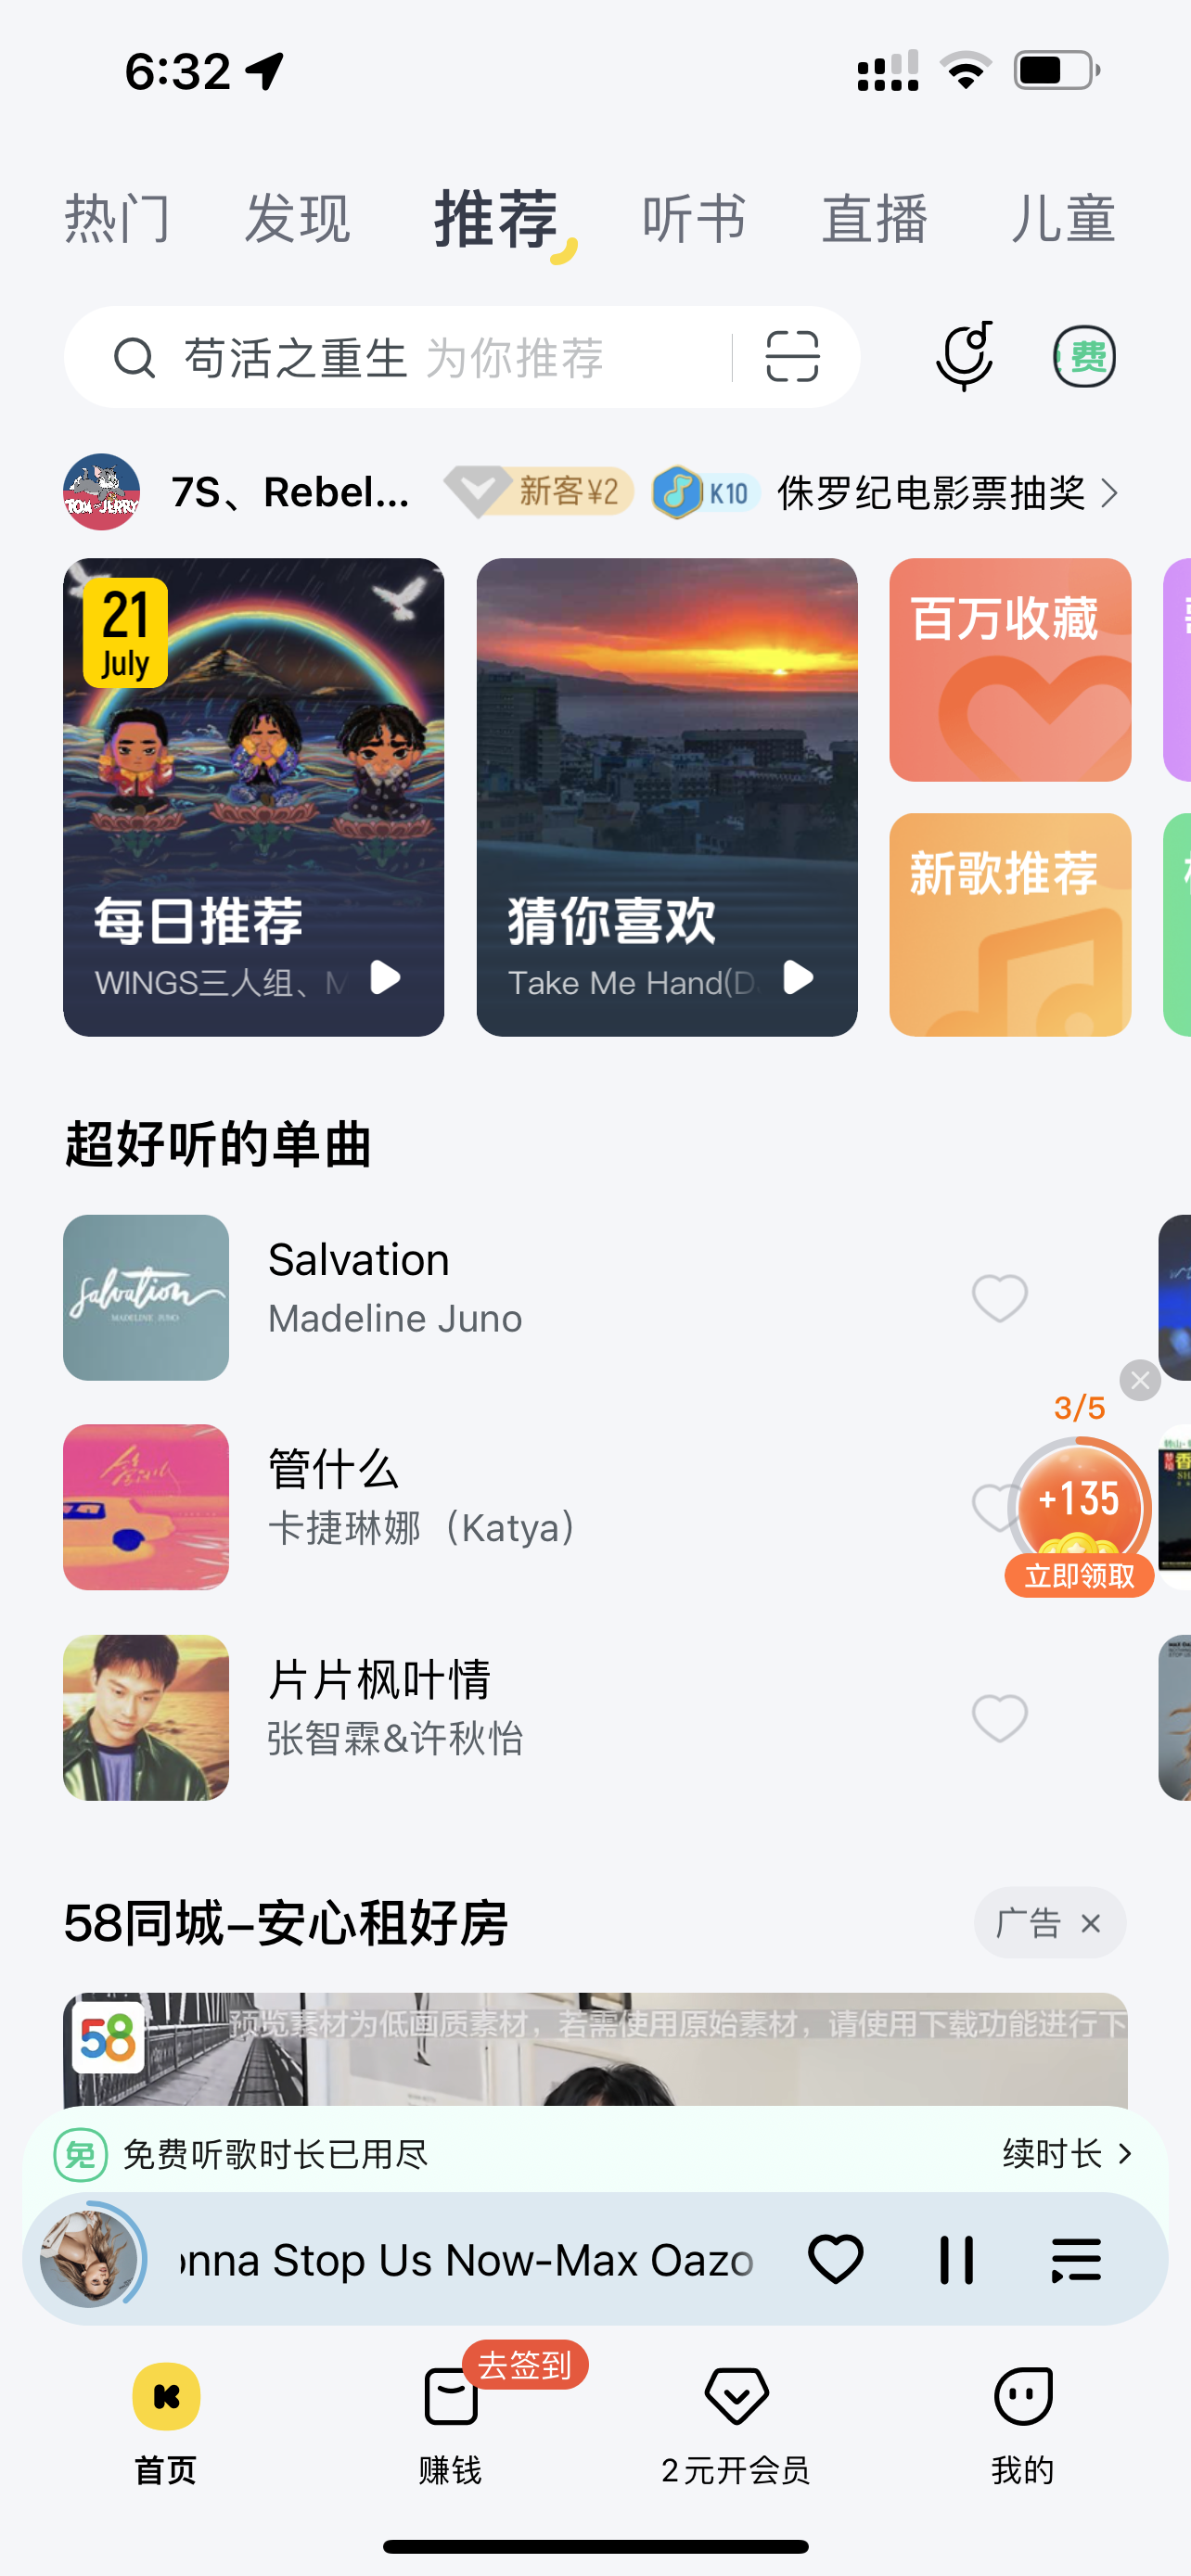 6:32
热门 发现 推荐 听书 直播 儿童
苟活之重生 为你推荐
费
TOM JERRY
7S、Rebel... 新客¥2 K10 侏罗纪电影票抽奖
21
July
百万收藏
新歌推荐
每日推荐
WINGS三人组、M
猜你喜欢
Take Me Hand(D
超好听的单曲
Salvation
MADELINE JUNO
Salvation
Madeline Juno
3/5
管什么
卡捷琳娜（Katya）
+135
立即领取
片片枫叶情
张智霖&许秋怡
58同城-安心租好房
广告
58
预览素材为低画质素材，若需使用原始素材，请使用下载功能进行下
免 免费听歌时长已用尽 续时长
onna Stop Us Now-Max Oazo
去签到
首页 赚钱 2元开会员 我的